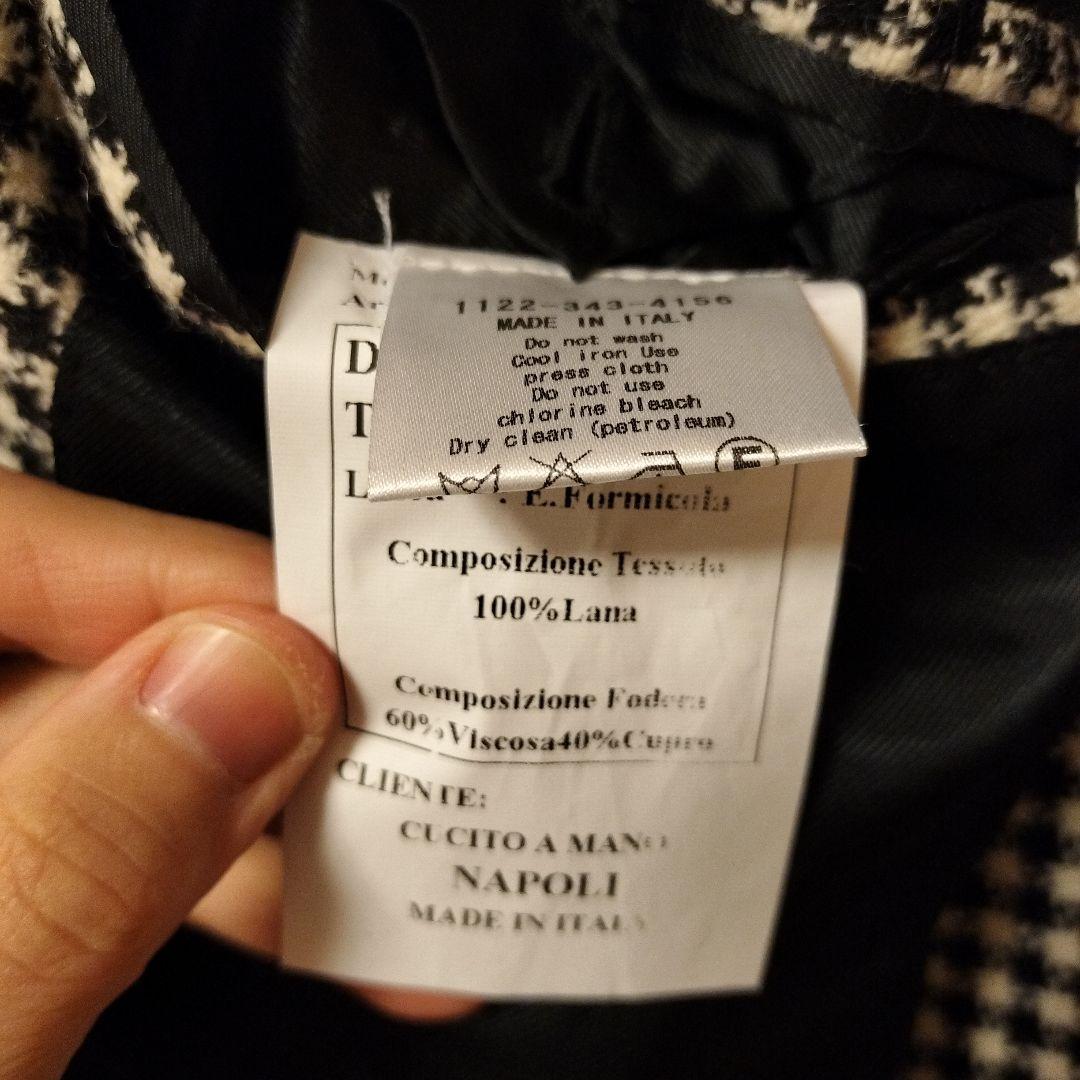 1122-343-4156
MADE IN ITALY
Do not wash
Cool iron Use
press cloth
Do not use
chlorine bleach
Dry clean (petroleum)
F
E.Formicola
Composizione Tessuto
100%Lana
Composizione Fodera
60%Viscosa40%Cupro
CLIENTE:
CUCITO A MANO
NAPOLI
MADE IN ITALY